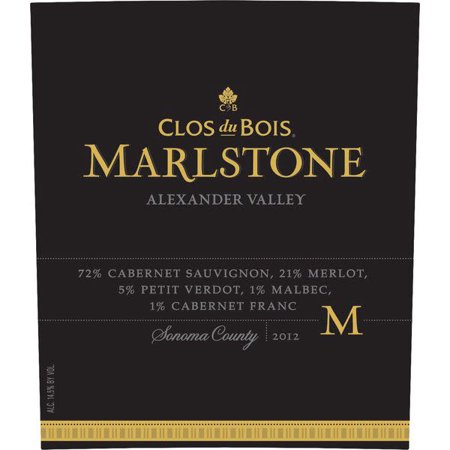 C B
CLOS du BOIS®
MARLSTONE
ALEXANDER VALLEY
72% CABERNET SAUVIGNON, 21% MERLOT,
5% PETIT VERDOT, 1% MALBEC,
1% CABERNET FRANC
M
Sonoma County 2012
ALC. 14.5% BY VOL.